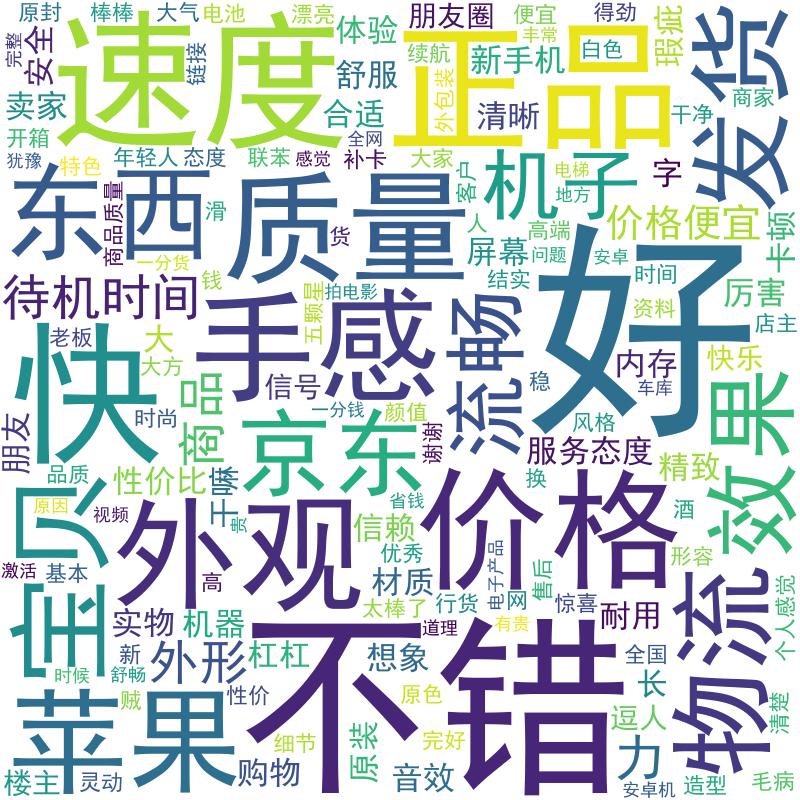 原封
棒棒
大气
电池
漂亮
朋友圈
便宜
得劲
完整
安全
链接
体验
续航
非常
白色
瑕疵
发货
速度
正品
卖家
舒服
新手机
外包装
清晰
干净
商家
合适
开箱
全网
犹豫
特色
年轻人
态度
联苯
感觉
补卡
大家
客户
电梯
地方
机子
字
东西
商品质量
滑
质量
货
人
价格便宜
卡顿
屏幕
高端
问题
安卓
一分货
钱
结实
时间
待机时间
五颗星
拍电影
厉害
资料
店主
手感
流畅
好
快
老板
大
大方
信号
稳
内存
车库
快乐
商品
时尚
一分钱
颜值
风格
朋友
京东
谢谢
服务态度
效果
品质
性价比
干嘛
精致
换
宝贝
原因
视频
贵
外观
省钱
信赖
价格
酒
优秀
形容
激活
基本
高
材质
电子产品
售后
太棒了
行货
网
惊喜
耐用
物流
个人感觉
实物
机器
道理
有贵
新
外形
杠杠
不错
想象
全国
时候
舒畅
长
苹果
贼
性价
原色
逗人
清楚
细节
原装
完好
力
楼主
灵动
购物
音效
安卓机
造型
毛病